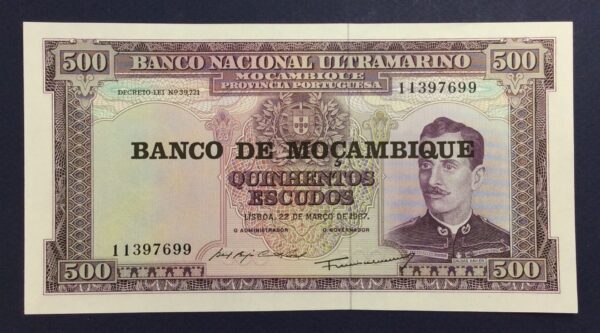 500 BANCO NACIONAL ULTRAMARINO 500
MOÇAMBIQUE
PROVÍNCIA PORTUGUESA
DECRETO-LEI Nº 39,221
11397699
BANCO DE MOÇAMBIQUE
QUINHENTOS
ESCUDOS
LISBOA, 22 DE MARÇO DE 1967.
O ADMINISTRADOR O GOVERNADOR
11397699
500 500